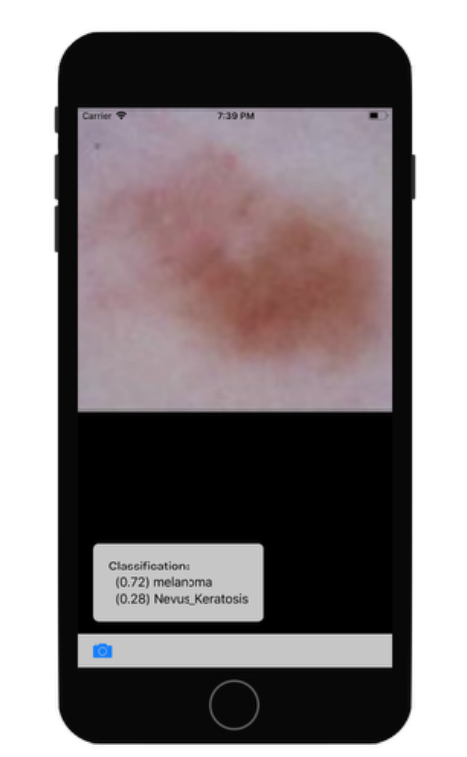 Carrier
7:39 PM
Classification:
(0.72) melanoma
(0.28) Nevus_Keratosis